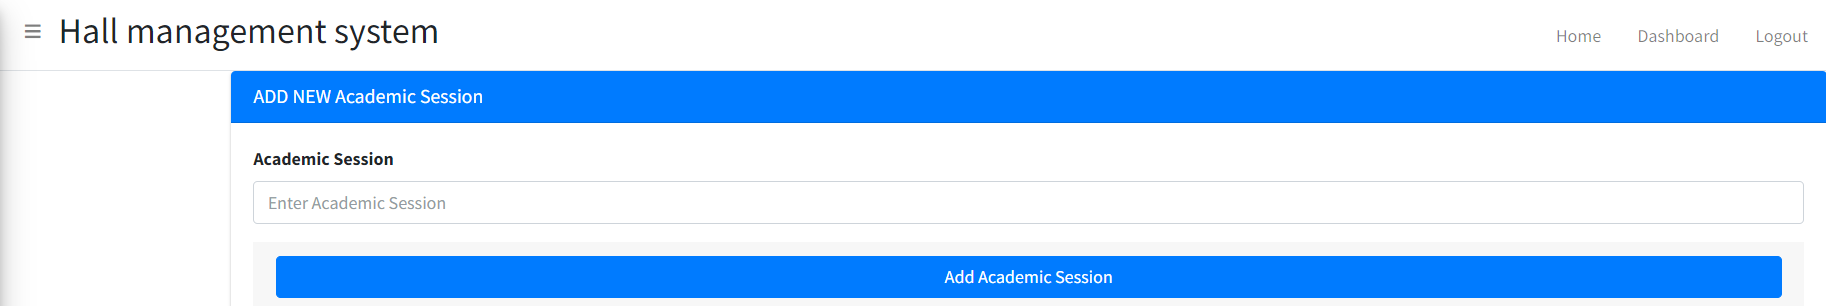 Hall management system
Home Dashboard Logout
ADD NEW Academic Session
Academic Session
Enter Academic Session
Add Academic Session